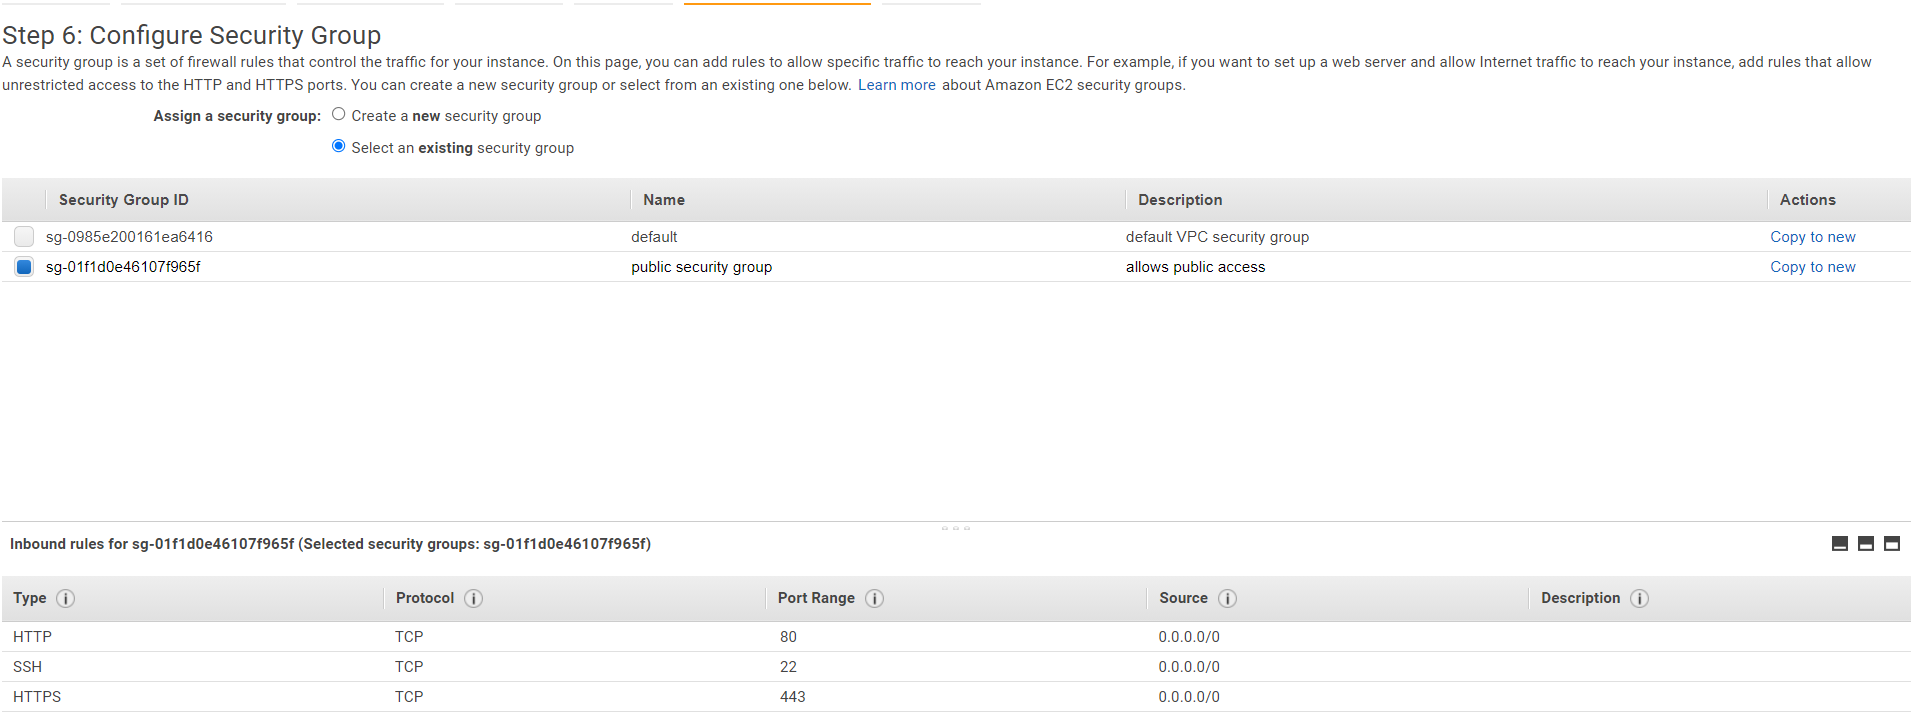 Step 6: Configure Security Group
A security group is a set of firewall rules that control the traffic for your instance. On this page, you can add rules to allow specific traffic to reach your instance. For example, if you want to set up a web server and allow Internet traffic to reach your instance, add rules that allow
unrestricted access to the HTTP and HTTPS ports. You can create a new security group or select from an existing one below. Learn more about Amazon EC2 security groups.
Assign a security group: Create a new security group
Select an existing security group
Security Group ID Name Description Actions
sg-0985e200161ea6416 default default VPC security group Copy to new
sg-01f1d0e46107f965f public security group allows public access Copy to new
Inbound rules for sg-01f1d0e46107f965f (Selected security groups: sg-01f1d0e46107f965f)
Type i Protocol i Port Range i Source i Description i
HTTP TCP 80 0.0.0.0/0
SSH TCP 22 0.0.0.0/0
HTTPS TCP 443 0.0.0.0/0